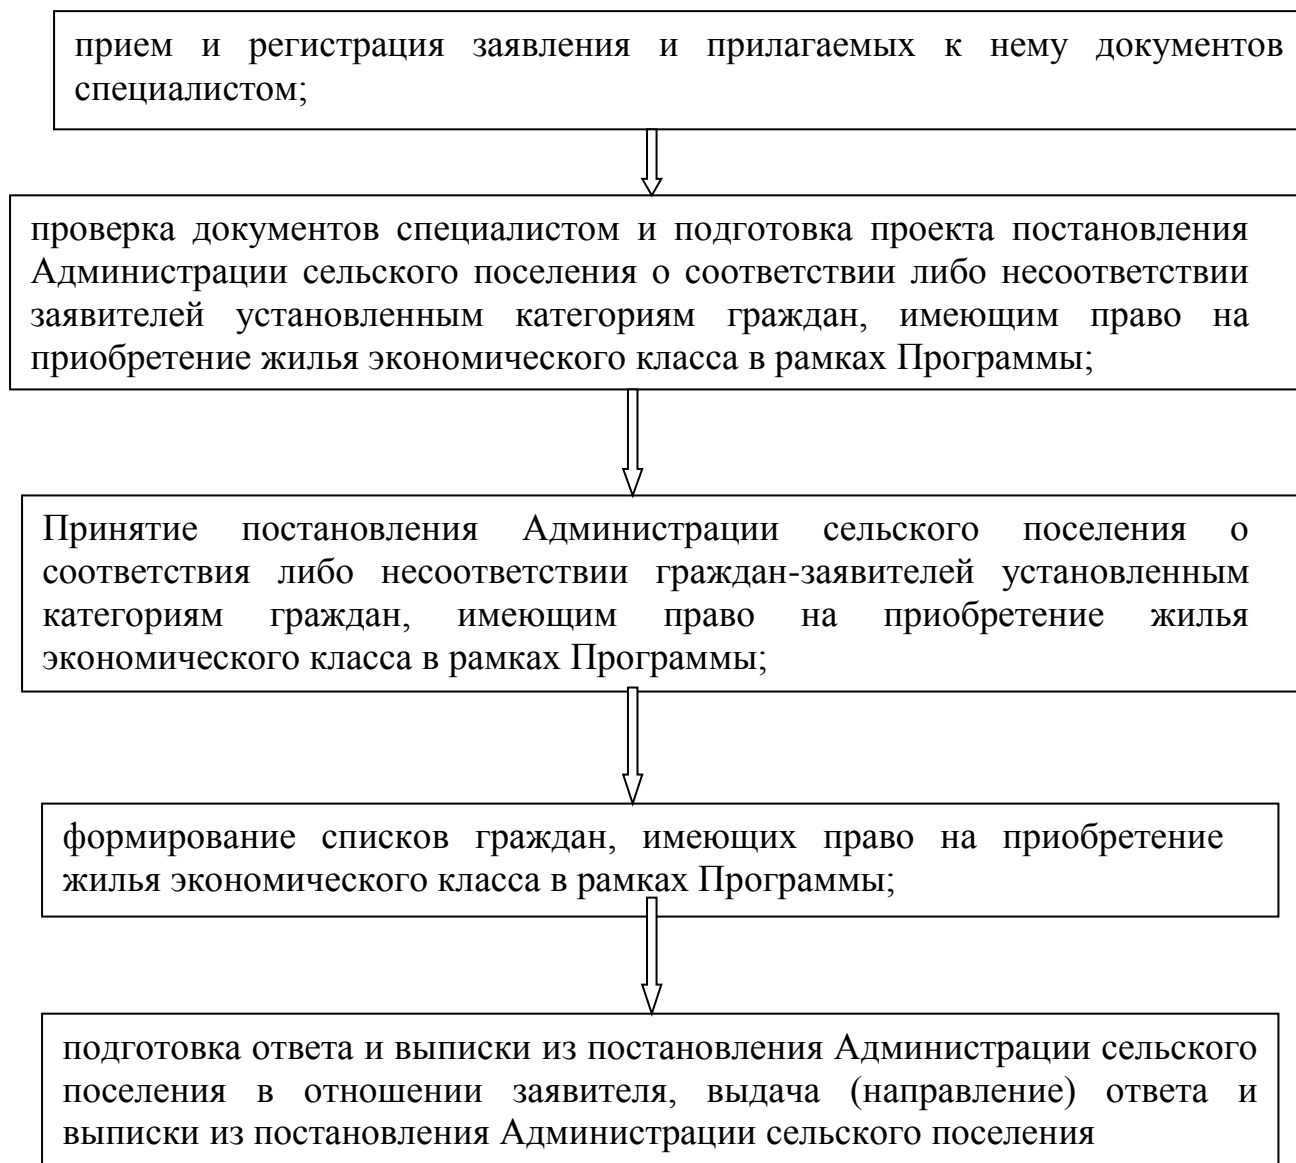 прием и регистрация заявления и прилагаемых к нему документов
специалистом;
проверка документов специалистом и подготовка проекта постановления
Администрации сельского поселения о соответствии либо несоответствии
заявителей установленным категориям граждан, имеющим право на
приобретение жилья экономического класса в рамках Программы;
Принятие постановления Администрации сельского поселения о
соответствия либо несоответствии граждан-заявителей установленным
категориям граждан, имеющим право на приобретение жилья
экономического класса в рамках Программы;
формирование списков граждан, имеющих право на приобретение
жилья экономического класса в рамках Программы;
подготовка ответа и выписки из постановления Администрации сельского
поселения в отношении заявителя, выдача (направление) ответа и
выписки из постановления Администрации сельского поселения